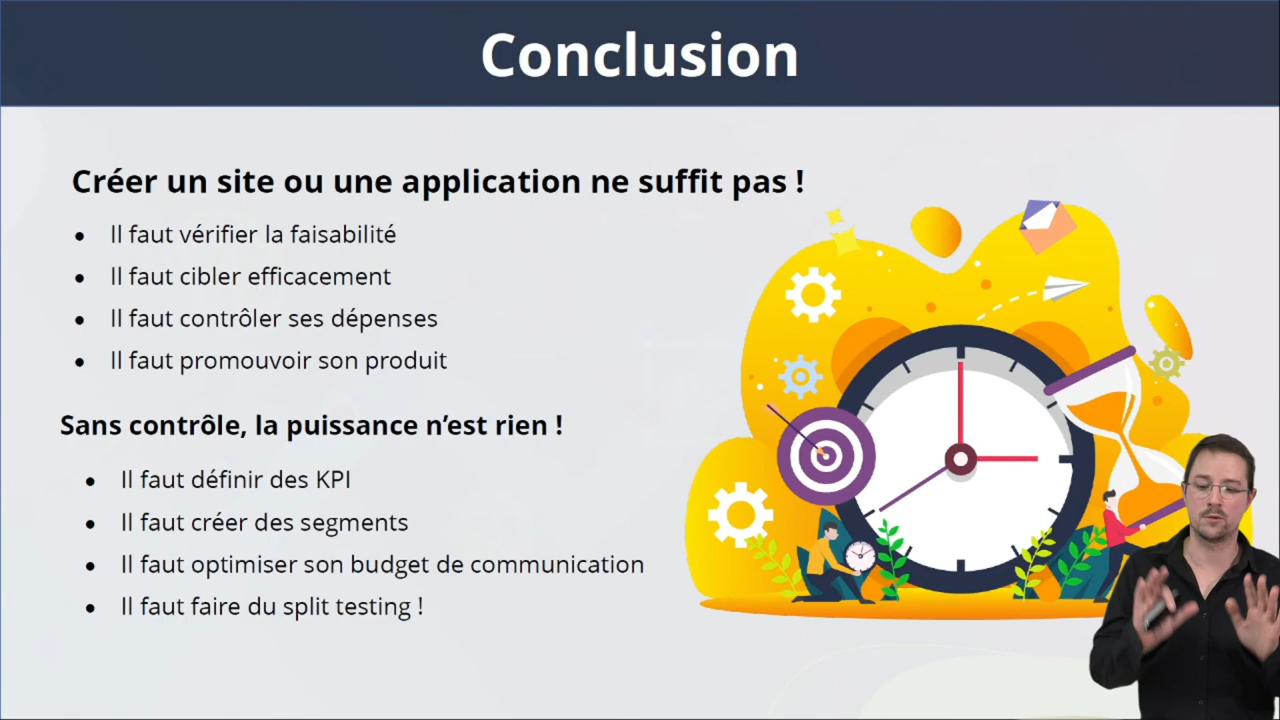 Conclusion
Créer un site ou une application ne suffit pas !
• Il faut vérifier la faisabilité
• Il faut cibler efficacement
• Il faut contrôler ses dépenses
• Il faut promouvoir son produit
Sans contrôle, la puissance n’est rien !
• Il faut définir des KPI
• Il faut créer des segments
• Il faut optimiser son budget de communication
• Il faut faire du split testing !